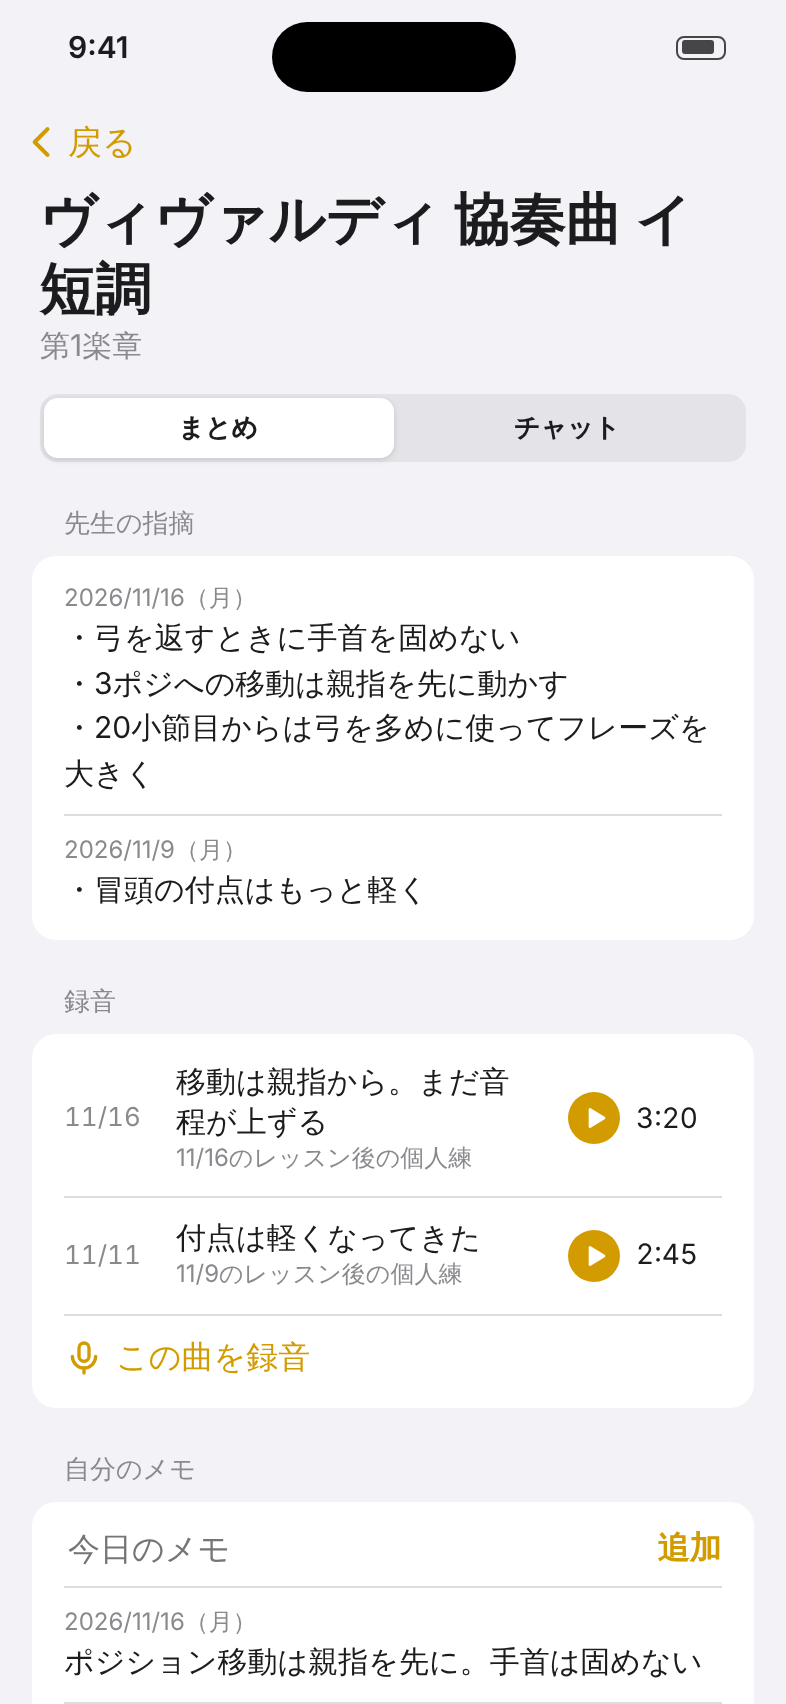 9:41
戻る
ヴィヴァルディ 協奏曲 イ
短調
第1楽章
まとめ
チャット
先生の指摘
2026/11/16（月）
・弓を返すときに手首を固めない
・3ポジへの移動は親指を先に動かす
・20小節目からは弓を多めに使ってフレーズを
大きく
2026/11/9（月）
・冒頭の付点はもっと軽く
録音
11/16
移動は親指から。まだ音
程が上ずる
11/16のレッスン後の個人練
3:20
11/11
付点は軽くなってきた
11/9のレッスン後の個人練
2:45
この曲を録音
自分のメモ
今日のメモ
追加
2026/11/16（月）
ポジション移動は親指を先に。手首は固めない